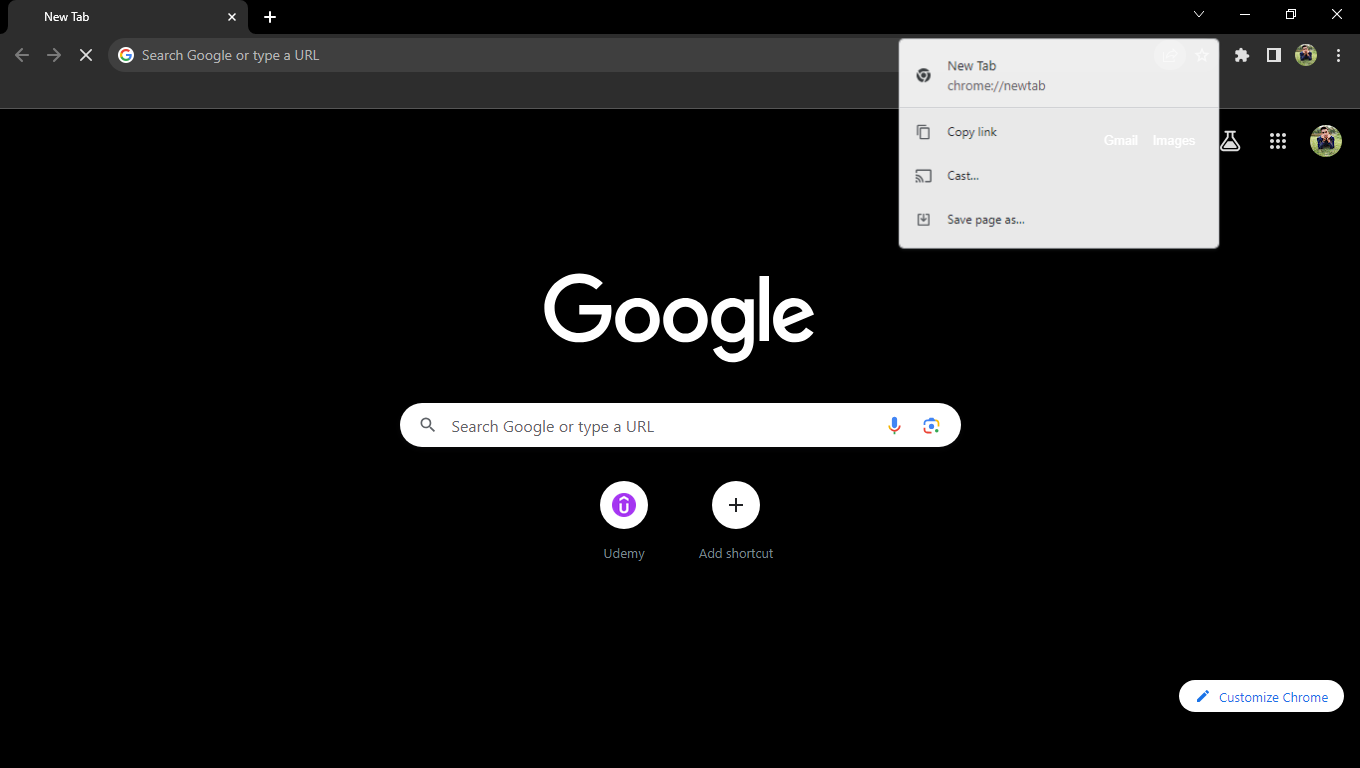 New Tab
Search Google or type a URL
New Tab
chrome://newtab
Copy link
Cast...
Save page as...
Gmail
Images
Google
Search Google or type a URL
Udemy
Add shortcut
Customize Chrome